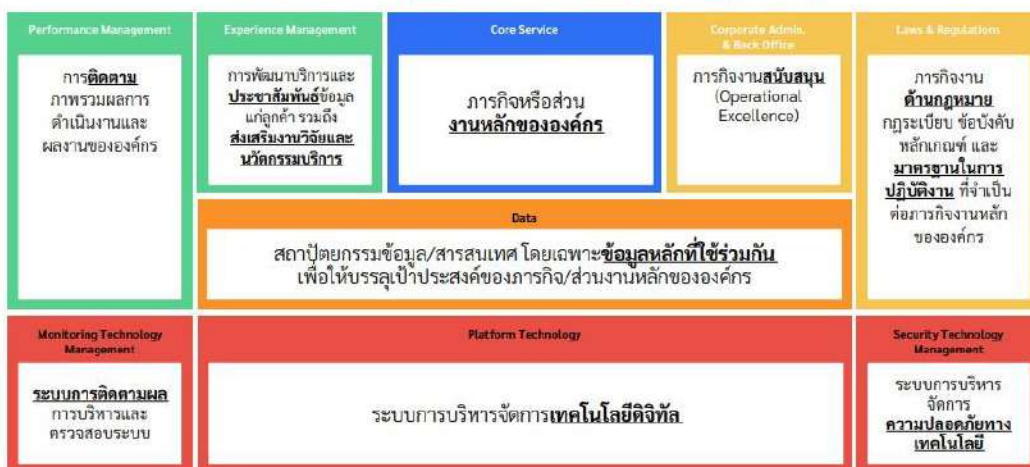 Performance Management
การติดตาม
ภาพรวมผลการ
ดำเนินงานและ
ผลงานขององค์กร
Experience Management
การพัฒนาบริการและ
ประชาสัมพันธ์ข้อมูล
แก่ลูกค้า รวมถึง
ส่งเสริมงานวิจัยและ
นวัตกรรมบริการ
Core Service
ภารกิจหรือส่วน
งานหลักขององค์กร
Corporate Admin.
& Back Office
ภารกิจงานสนับสนุน
(Operational
Excellence)
Laws & Regulations
ภารกิจงาน
ด้านกฎหมาย
กฎระเบียบ ข้อบังคับ
หลักเกณฑ์ และ
มาตรฐานในการ
ปฏิบัติงาน ที่จำเป็น
ต่อภารกิจงานหลัก
ขององค์กร
Data
สถาปัตยกรรมข้อมูล/สารสนเทศ โดยเฉพาะข้อมูลหลักที่ใช้ร่วมกัน
เพื่อให้บรรลุเป้าประสงค์ของภารกิจ/ส่วนงานหลักขององค์กร
Monitoring Technology
Management
ระบบการติดตามผล
การบริหารและ
ตรวจสอบระบบ
Platform Technology
ระบบการบริหารจัดการเทคโนโลยีดิจิทัล
Security Technology
Management
ระบบการบริหาร
จัดการ
ความปลอดภัยทาง
เทคโนโลยี